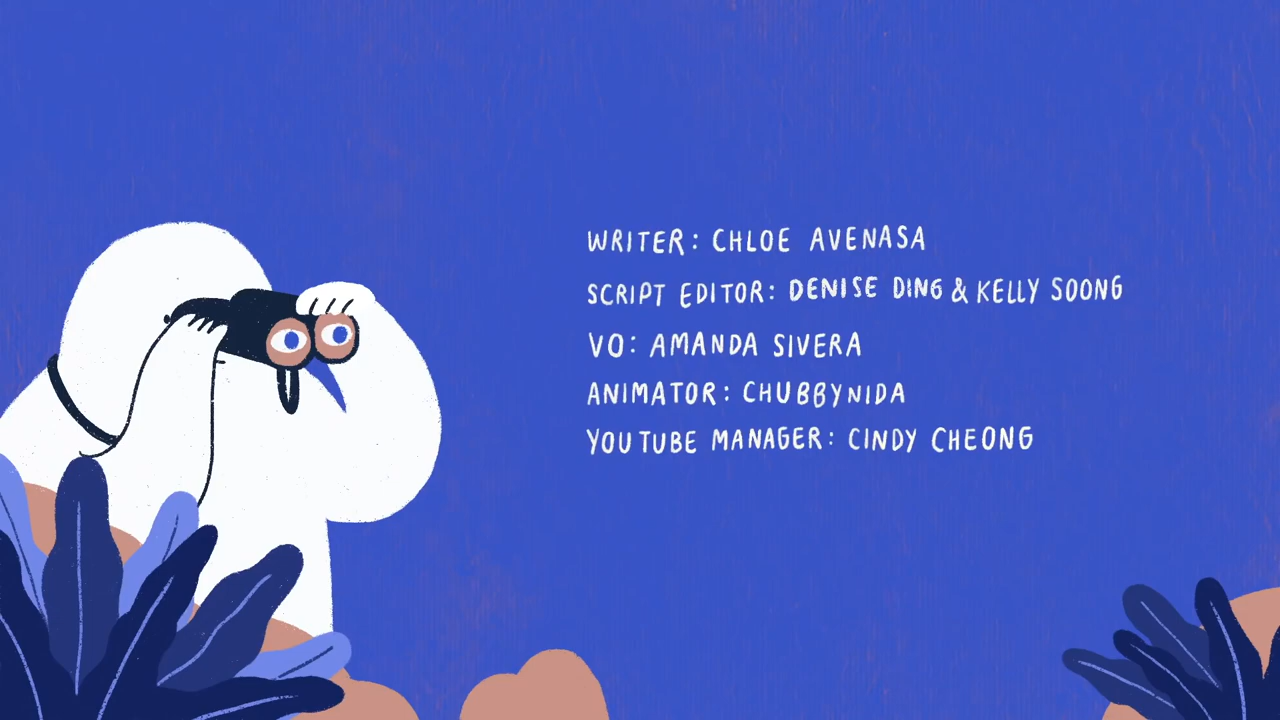 WRITER: CHLOE AVENASA
SCRIPT EDITOR: DENISE DING & KELLY SOONG
VO: AMANDA SIVERA
ANIMATOR: CHUBBYNIDA
YOUTUBE MANAGER: CINDY CHEONG